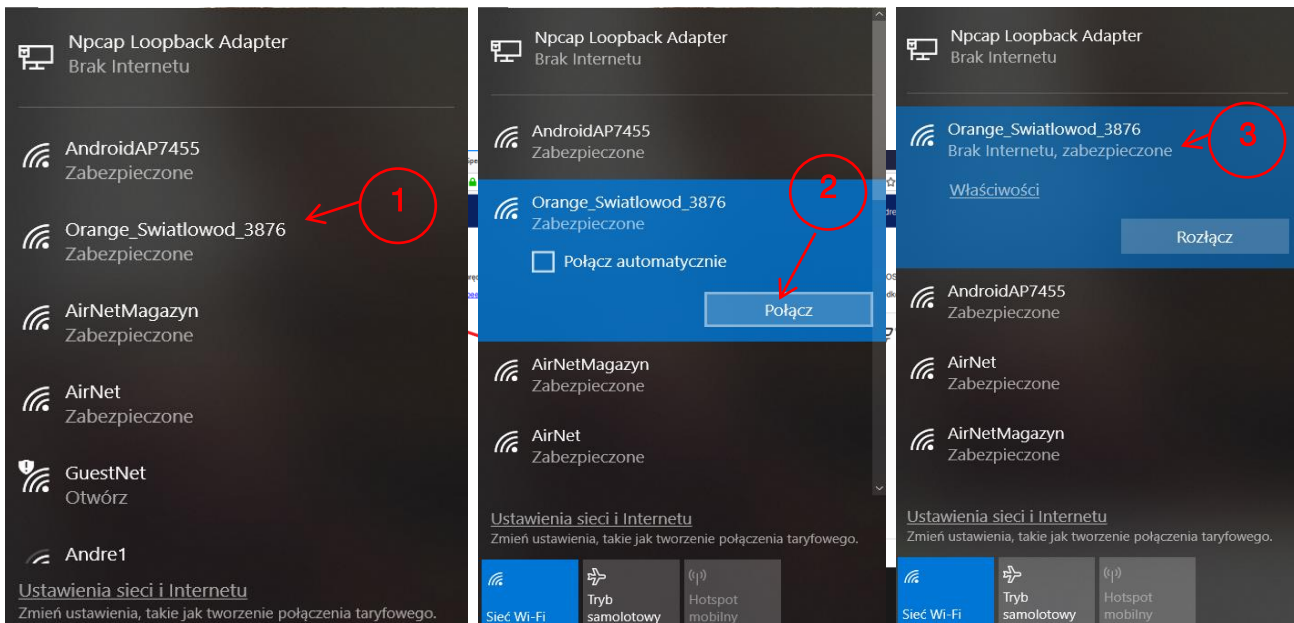 Npcap Loopback Adapter
Brak Internetu
AndroidAP7455
Zabezpieczone
1
Orange_Swiatlowod_3876
Zabezpieczone
AirNetMagazyn
Zabezpieczone
AirNet
Zabezpieczone
GuestNet
Otwórz
Andre1
Ustawienia sieci i Internetu
Zmień ustawienia, takie jak tworzenie połączenia taryfowego.
Npcap Loopback Adapter
Brak Internetu
AndroidAP7455
Zabezpieczone
2
Orange_Swiatlowod_3876
Zabezpieczone
Połącz automatycznie
Połącz
AirNetMagazyn
Zabezpieczone
AirNet
Zabezpieczone
Ustawienia sieci i Internetu
Zmień ustawienia, takie jak tworzenie połączenia taryfowego.
Sieć Wi-Fi
Tryb
samolotowy
Hotspot
mobilny
Npcap Loopback Adapter
Brak Internetu
Orange_Swiatlowod_3876
3
Brak Internetu, zabezpieczone
Właściwości
Rozłącz
AndroidAP7455
Zabezpieczone
AirNet
Zabezpieczone
AirNetMagazyn
Zabezpieczone
Ustawienia sieci i Internetu
Zmień ustawienia, takie jak tworzenie połączenia taryfowego.
Sieć Wi-Fi
Tryb
samolotowy
Hotspot
mobilny